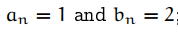 aₙ = 1 and bₙ = 2;